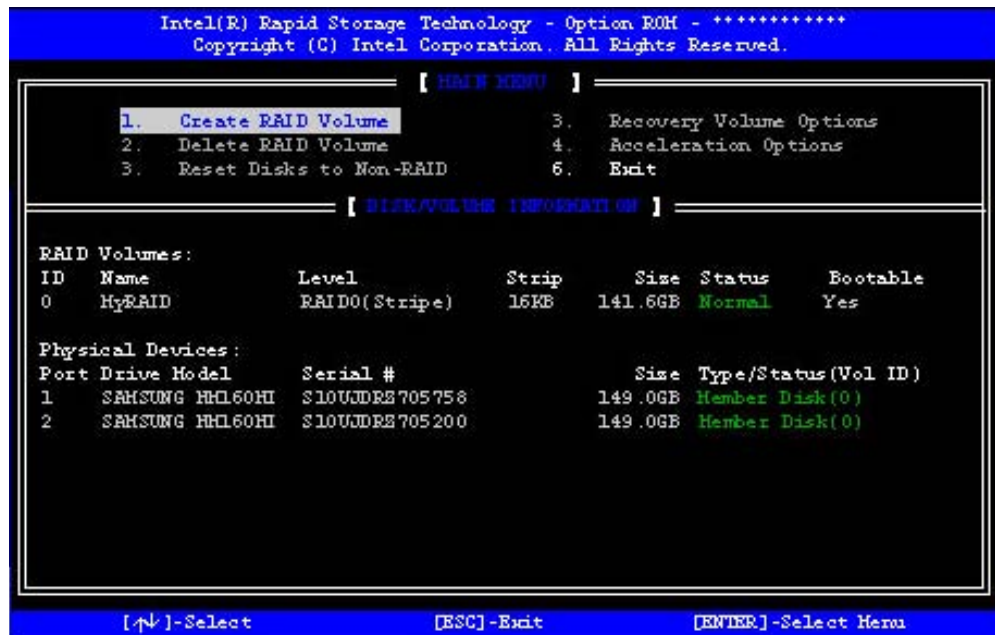 Intel(R) Rapid Storage Technology - Option ROM - ************
Copyright (C) Intel Corporation. All Rights Reserved.
[ MAIN MENU ]
1. Create RAID Volume 3. Recovery Volume Options
2. Delete RAID Volume 4. Acceleration Options
3. Reset Disks to Non-RAID 6. Exit
[ DISK/VOLUME INFORMATION ]
RAID Volumes:
ID Name Level Strip Size Status Bootable
0 MyRAID RAID0(Stripe) 16KB 141.6GB Normal Yes
Physical Devices:
Port Drive Model Serial # Size Type/Status(Vol ID)
1 SAMSUNG HM160HI S10UJDRZ705758 149.0GB Member Disk(0)
2 SAMSUNG HM160HI S10UJDRZ705200 149.0GB Member Disk(0)
[↑↓]-Select [ESC]-Exit [ENTER]-Select Menu